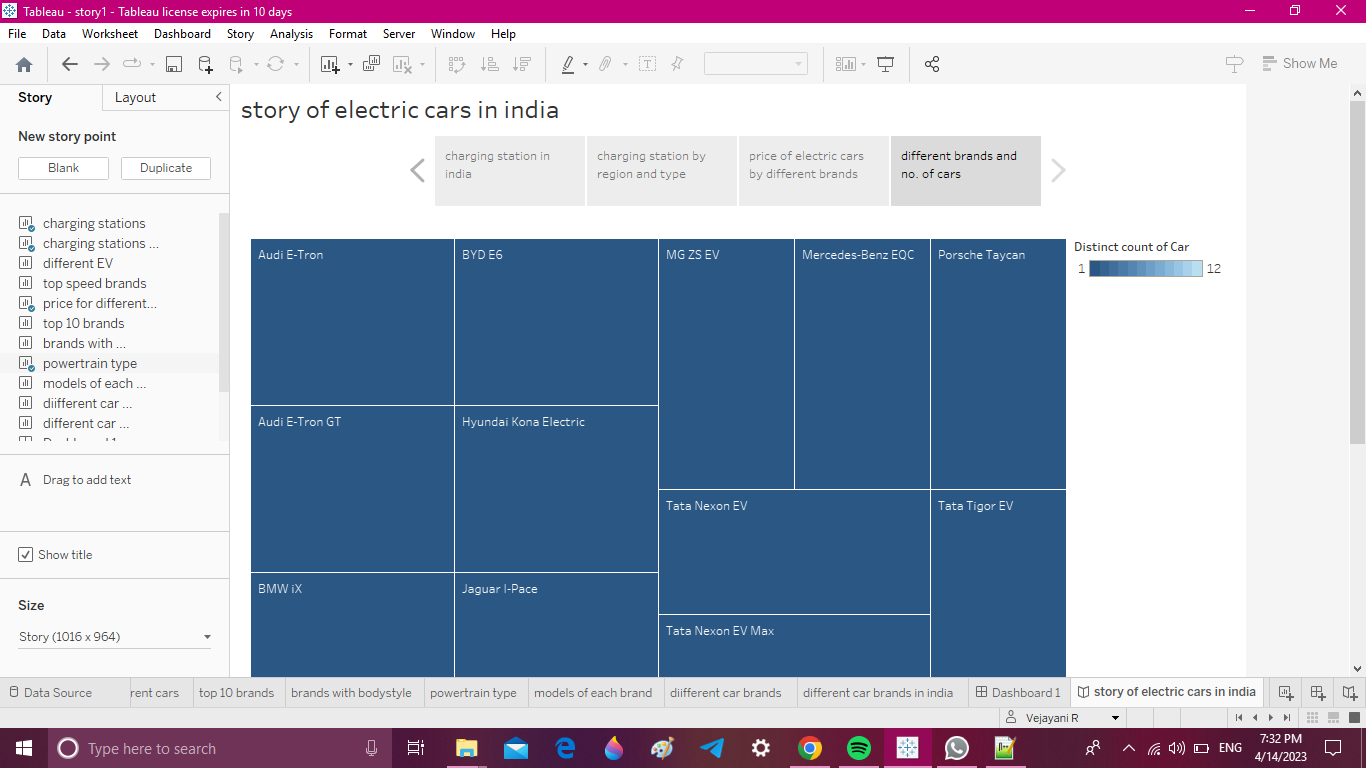 Tableau - story1 - Tableau license expires in 10 days
File Data Worksheet Dashboard Story Analysis Format Server Window Help
Show Me
Story Layout
New story point
Blank Duplicate
charging stations
charging stations ...
different EV
top speed brands
price for different...
top 10 brands
brands with ...
powertrain type
models of each ...
diifferent car ...
different car ...
A Drag to add text
Show title
Size
Story (1016 x 964)
story of electric cars in india
charging station in
india
charging station by
region and type
price of electric cars
by different brands
different brands and
no. of cars
Audi E-Tron
BYD E6
MG ZS EV
Mercedes-Benz EQC
Porsche Taycan
Audi E-Tron GT
Hyundai Kona Electric
Tata Nexon EV
Tata Tigor EV
BMW iX
Jaguar I-Pace
Tata Nexon EV Max
Distinct count of Car
1 12
Data Source rent cars top 10 brands brands with bodystyle powertrain type models of each brand diifferent car brands different car brands in india Dashboard 1 story of electric cars in india
Vejayani R
Type here to search
ENG
7:32 PM
4/14/2023